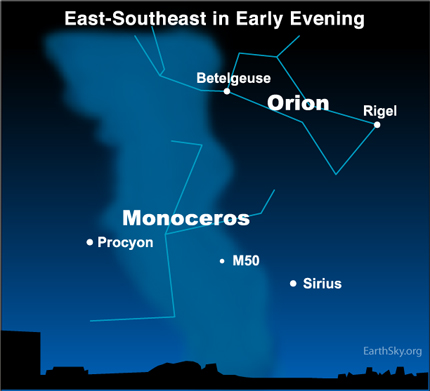 East-Southeast in Early Evening
Betelgeuse
Orion
Rigel
Monoceros
Procyon
M50
Sirius
EarthSky.org